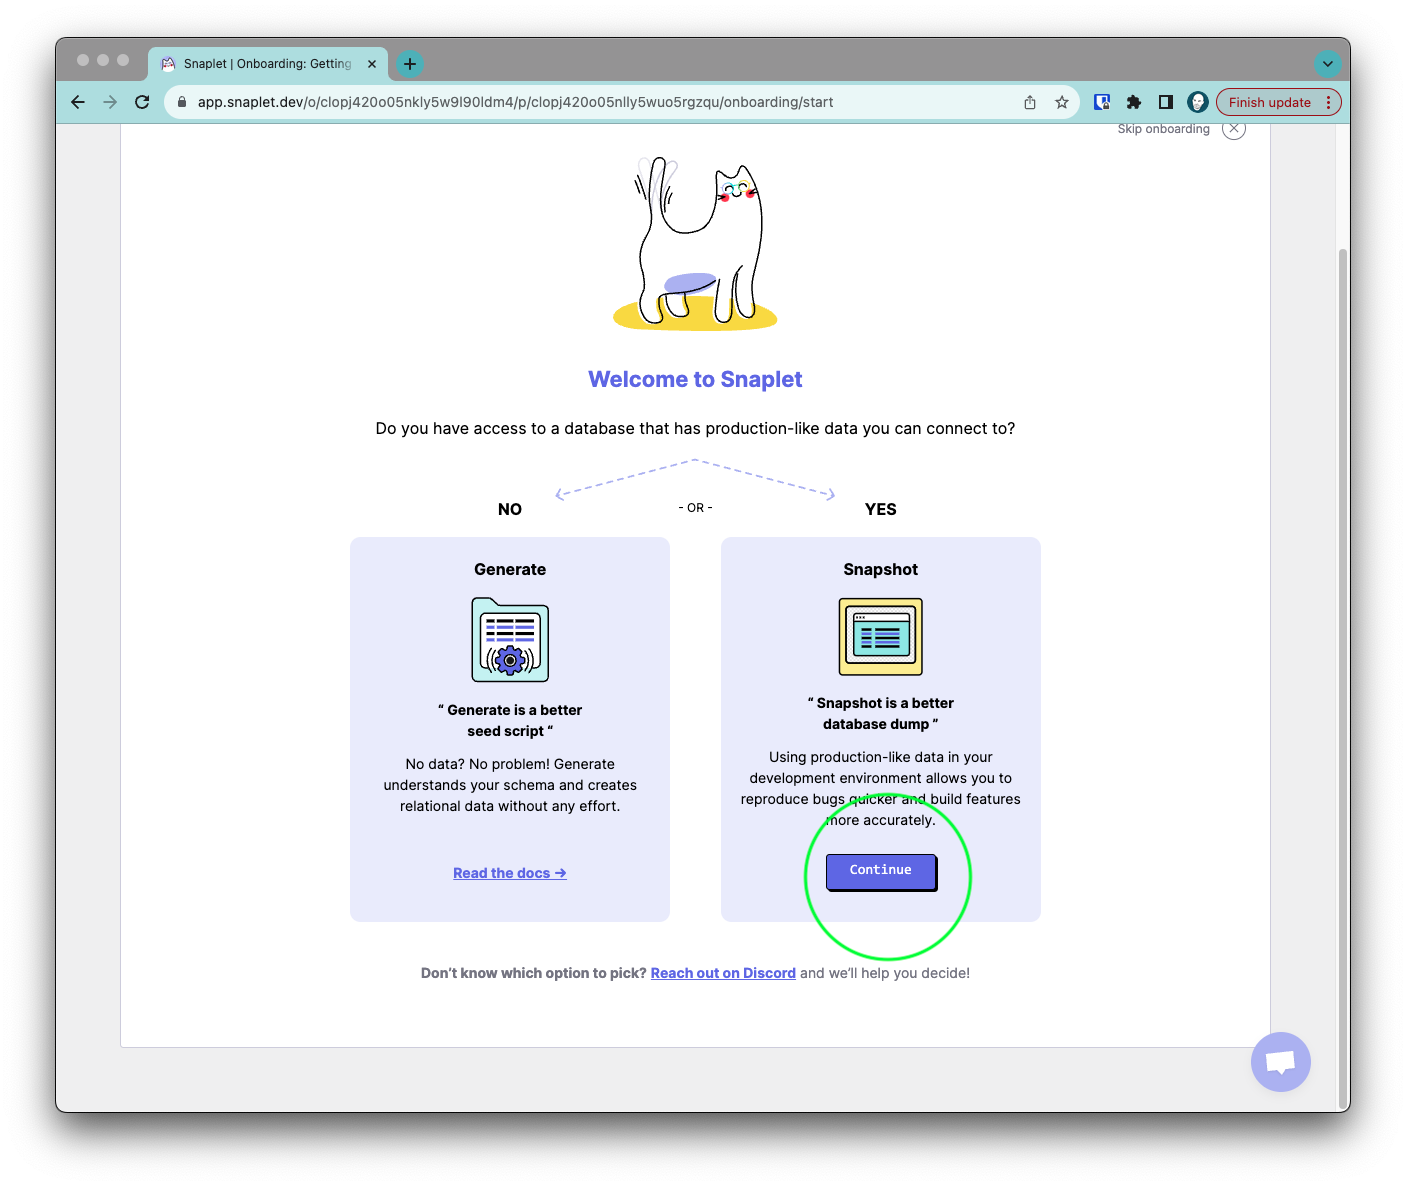 Snaplet | Onboarding: Getting
app.snaplet.dev/o/clopj420o05nkly5w9l90ldm4/p/clopj420o05nlly5wuo5rgzqu/onboarding/start
Finish update
Skip onboarding
Welcome to Snaplet
Do you have access to a database that has production-like data you can connect to?
NO
- OR -
YES
Generate
“ Generate is a better
seed script “
No data? No problem! Generate
understands your schema and creates
relational data without any effort.
Read the docs →
Snapshot
“ Snapshot is a better
database dump ”
Using production-like data in your
development environment allows you to
reproduce bugs quicker and build features
more accurately.
Continue
Don’t know which option to pick? Reach out on Discord and we’ll help you decide!